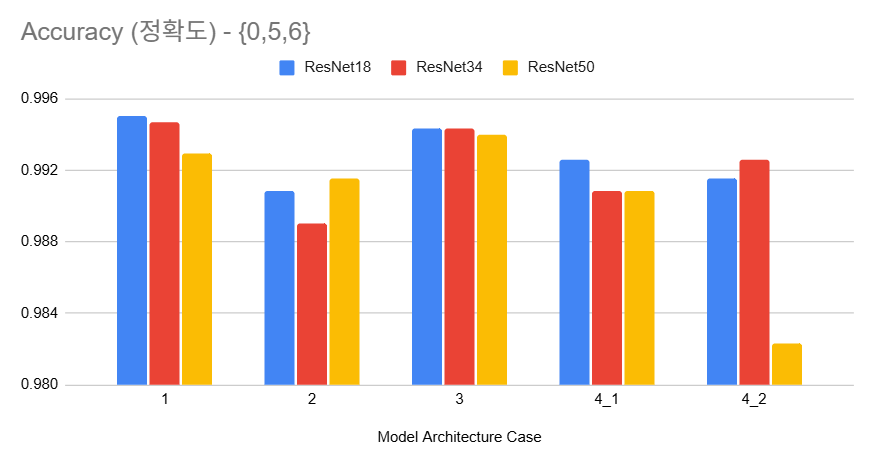 Accuracy (정확도) - {0,5,6}
ResNet18 ResNet34 ResNet50
0.996
0.992
0.988
0.984
0.980
1 2 3 4_1 4_2
Model Architecture Case